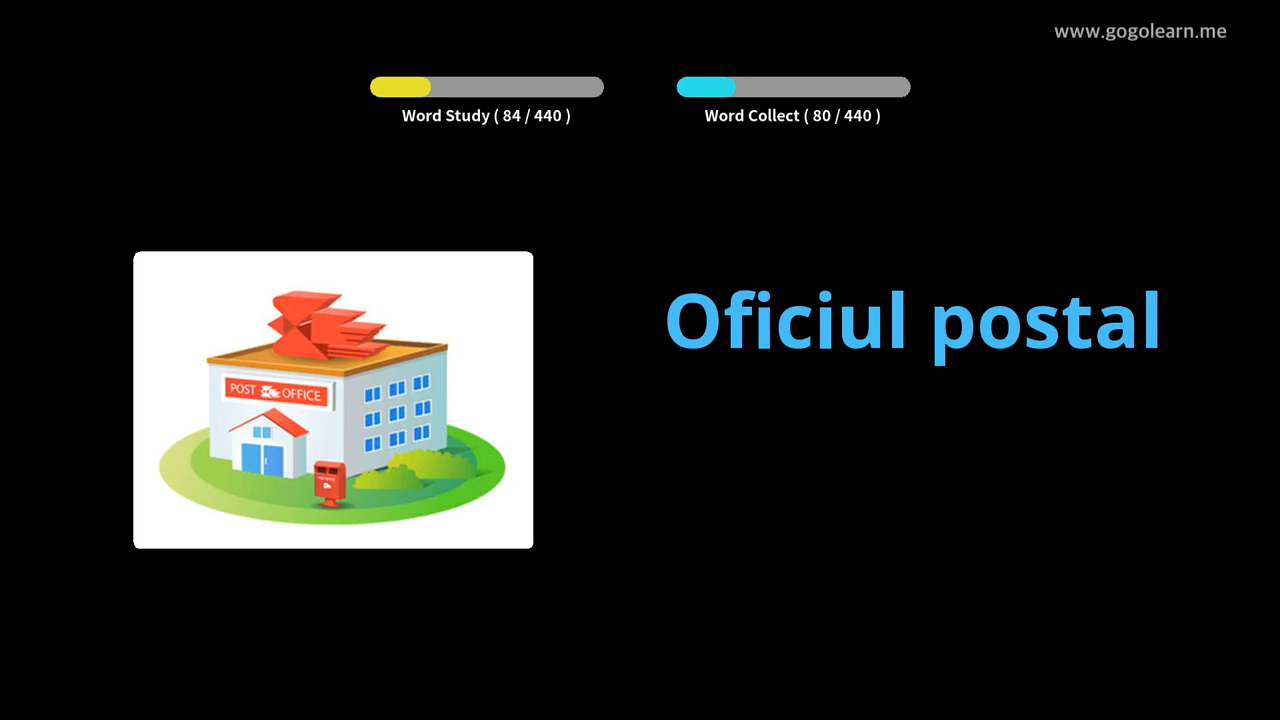 www.gogolearn.me
Word Study ( 84 / 440 )
Word Collect ( 80 / 440 )
Oficiul postal
POST OFFICE